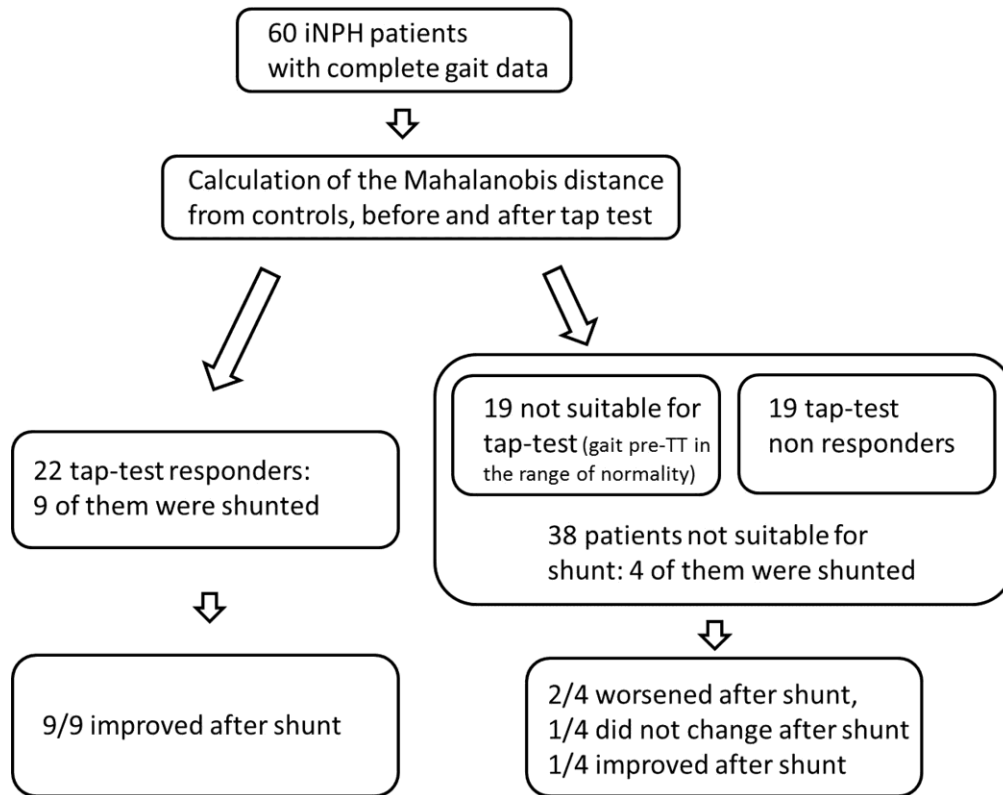 60 iNPH patients
with complete gait data
Calculation of the Mahalanobis distance
from controls, before and after tap test
22 tap-test responders:
9 of them were shunted
19 not suitable for
tap-test (gait pre-TT in
the range of normality)
19 tap-test
non responders
38 patients not suitable for
shunt: 4 of them were shunted
9/9 improved after shunt
2/4 worsened after shunt,
1/4 did not change after shunt
1/4 improved after shunt